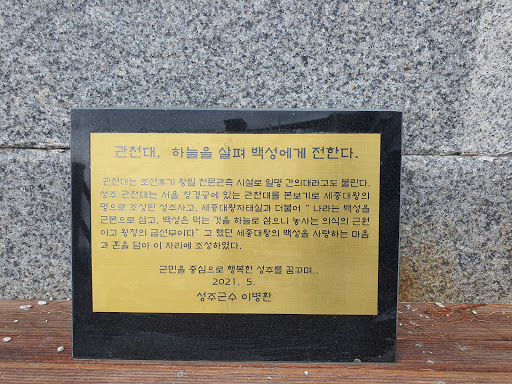 관천대, 하늘을 살펴 백성에게 전한다.
관천대는 조선후기 왕립 천문관측 시설로 일명 간의대라고도 불린다.
성주 관천대는 서울 창경궁에 있는 관천대를 본보기로 세종대왕의
명으로 조성된 성주사고, 세종대왕자태실과 더불어 " 나라는 백성을
근본으로 삼고, 백성은 먹는 것을 하늘로 삼으니 농사는 의식의 근원
이고 왕정의 급선무이다" 고 했던 세종대왕의 백성을 사랑하는 마음
과 혼을 담아 이 자리에 조성하였다.
군민을 중심으로 행복한 성주를 꿈꾸며..
2021. 5.
성주군수 이병환